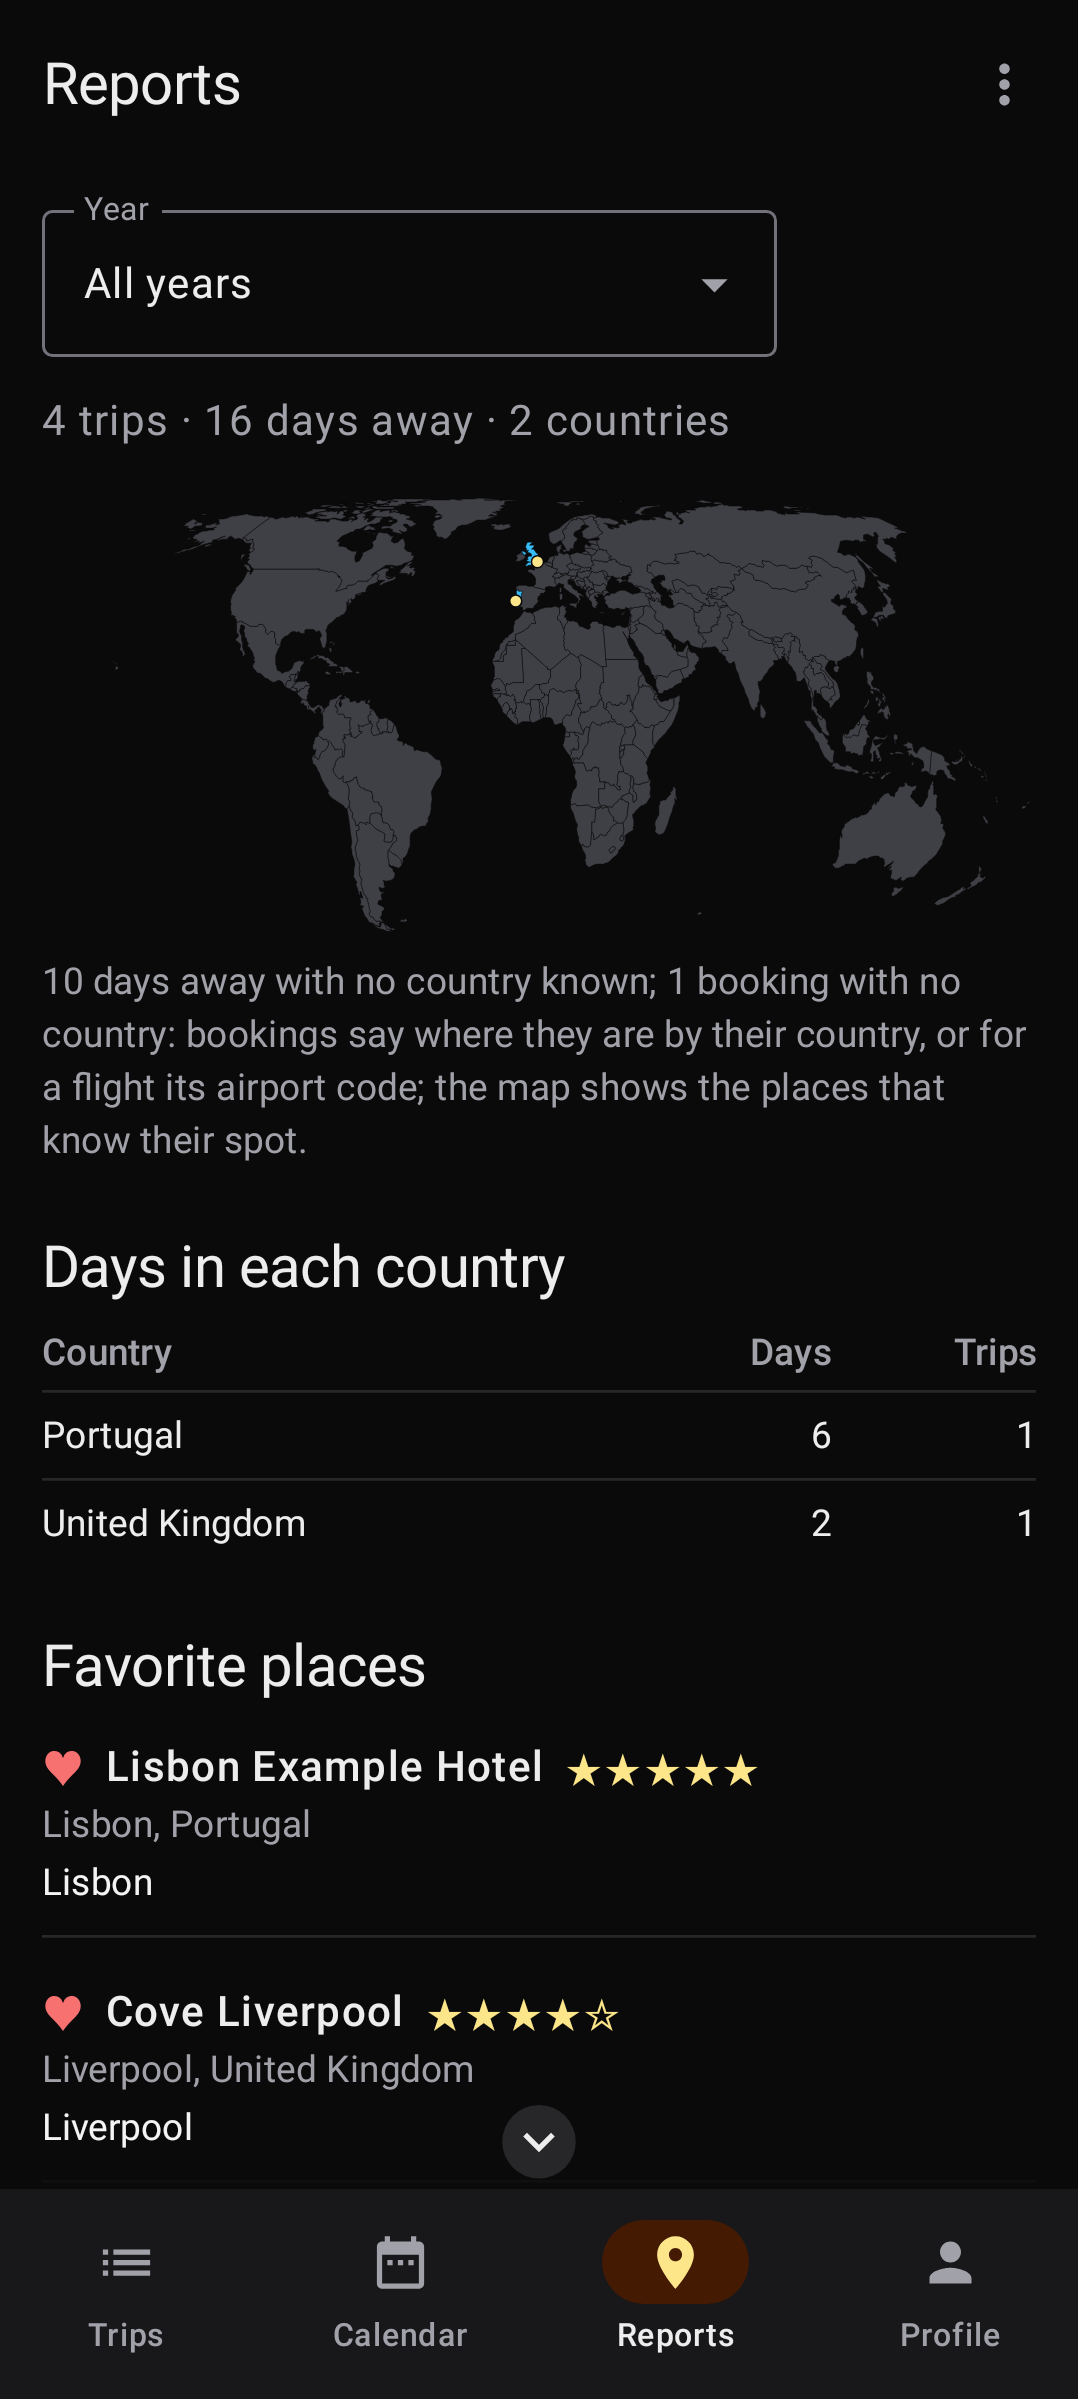 Reports
Year
All years
4 trips · 16 days away · 2 countries
10 days away with no country known; 1 booking with no
country: bookings say where they are by their country, or for
a flight its airport code; the map shows the places that
know their spot.
Days in each country
Country Days Trips
Portugal 6 1
United Kingdom 2 1
Favorite places
Lisbon Example Hotel ★★★★★
Lisbon, Portugal
Lisbon
Cove Liverpool ★★★★☆
Liverpool, United Kingdom
Liverpool
Trips Calendar Reports Profile